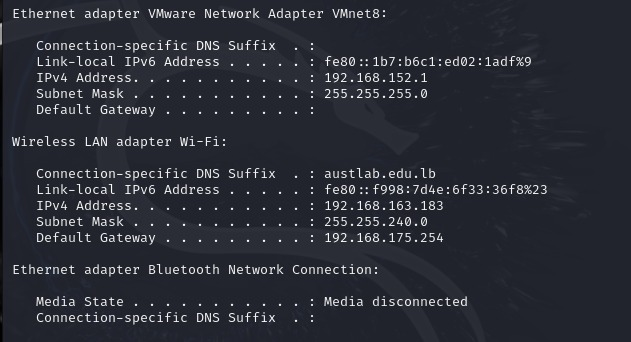 Ethernet adapter VMware Network Adapter VMnet8:
Connection-specific DNS Suffix . :
Link-local IPv6 Address . . . . . : fe80::1b7:b6c1:ed02:1adf%9
IPv4 Address. . . . . . . . . . . : 192.168.152.1
Subnet Mask . . . . . . . . . . . : 255.255.255.0
Default Gateway . . . . . . . . . :
Wireless LAN adapter Wi-Fi:
Connection-specific DNS Suffix . : austlab.edu.lb
Link-local IPv6 Address . . . . . : fe80::f998:7d4e:6f33:36f8%23
IPv4 Address. . . . . . . . . . . : 192.168.163.183
Subnet Mask . . . . . . . . . . . : 255.255.240.0
Default Gateway . . . . . . . . . : 192.168.175.254
Ethernet adapter Bluetooth Network Connection:
Media State . . . . . . . . . . . : Media disconnected
Connection-specific DNS Suffix . :